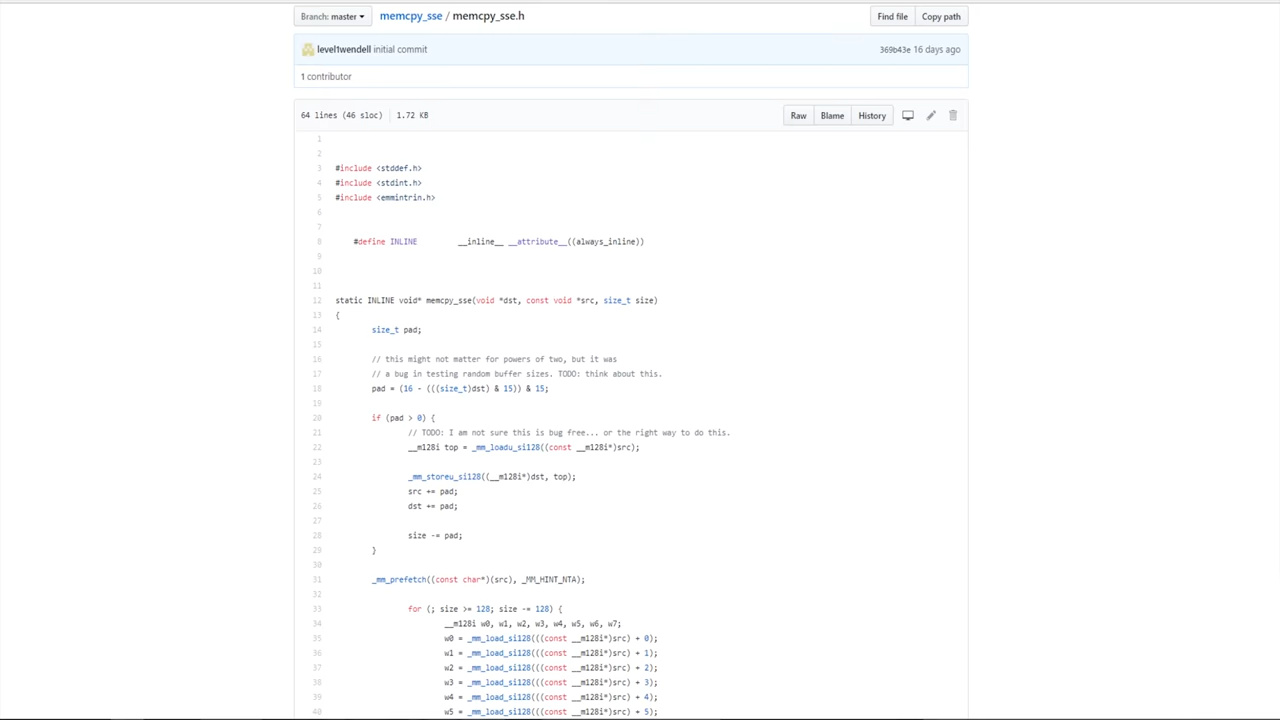 Branch: master
memcpy_sse / memcpy_sse.h
Find file
Copy path
level1wendell initial commit
369b43e 16 days ago
1 contributor
64 lines (46 sloc) 1.72 KB
Raw
Blame
History
1
2
3 #include <stddef.h>
4 #include <stdint.h>
5 #include <emmintrin.h>
6
7
8 #define INLINE __inline__ __attribute__((always_inline))
9
10
11
12 static INLINE void* memcpy_sse(void *dst, const void *src, size_t size)
13 {
14 size_t pad;
15
16 // this might not matter for powers of two, but it was
17 // a bug in testing random buffer sizes. TODO: think about this.
18 pad = (16 - (((size_t)dst) & 15)) & 15;
19
20 if (pad > 0) {
21 // TODO: I am not sure this is bug free... or the right way to do this.
22 __m128i top = _mm_loadu_si128((const __m128i*)src);
23
24 _mm_storeu_si128((__m128i*)dst, top);
25 src += pad;
26 dst += pad;
27
28 size -= pad;
29 }
30
31 _mm_prefetch((const char*)(src), _MM_HINT_NTA);
32
33 for (; size >= 128; size -= 128) {
34 __m128i w0, w1, w2, w3, w4, w5, w6, w7;
35 w0 = _mm_load_si128(((const __m128i*)src) + 0);
36 w1 = _mm_load_si128(((const __m128i*)src) + 1);
37 w2 = _mm_load_si128(((const __m128i*)src) + 2);
38 w3 = _mm_load_si128(((const __m128i*)src) + 3);
39 w4 = _mm_load_si128(((const __m128i*)src) + 4);
40 w5 = _mm_load_si128(((const __m128i*)src) + 5);